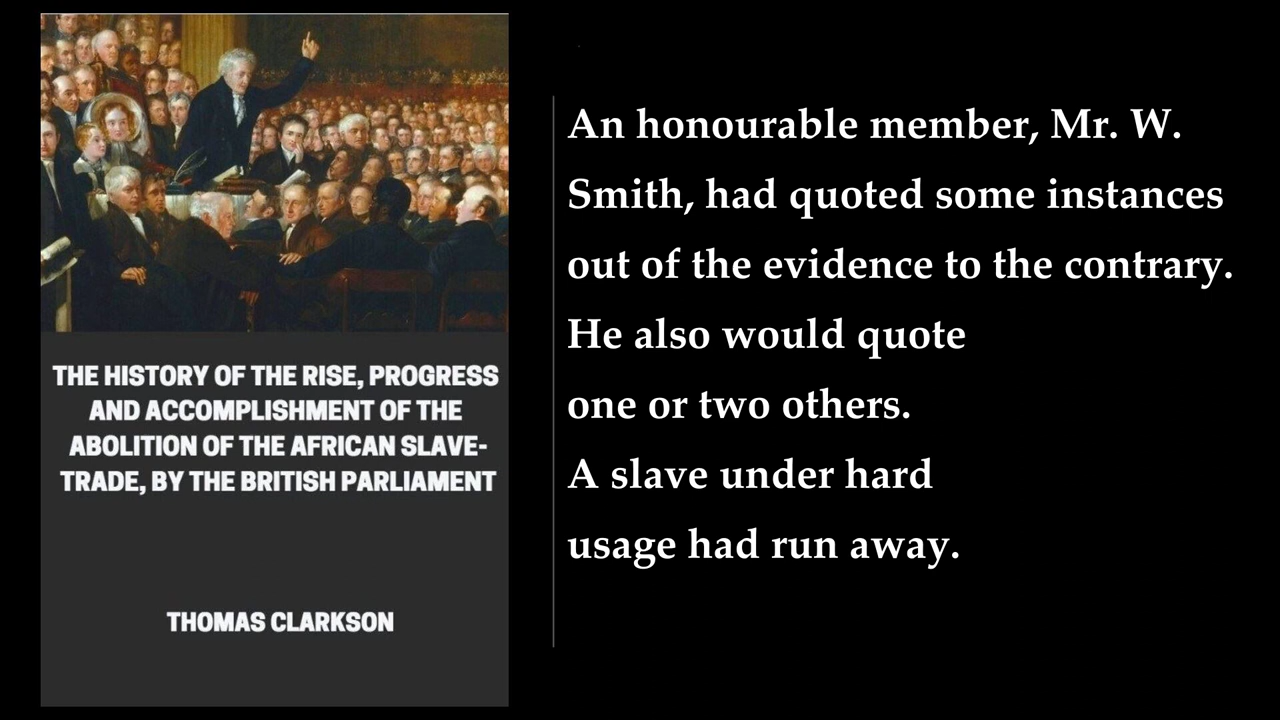 THE HISTORY OF THE RISE, PROGRESS
AND ACCOMPLISHMENT OF THE
ABOLITION OF THE AFRICAN SLAVE-
TRADE, BY THE BRITISH PARLIAMENT
THOMAS CLARKSON
An honourable member, Mr. W.
Smith, had quoted some instances
out of the evidence to the contrary.
He also would quote
one or two others.
A slave under hard
usage had run away.